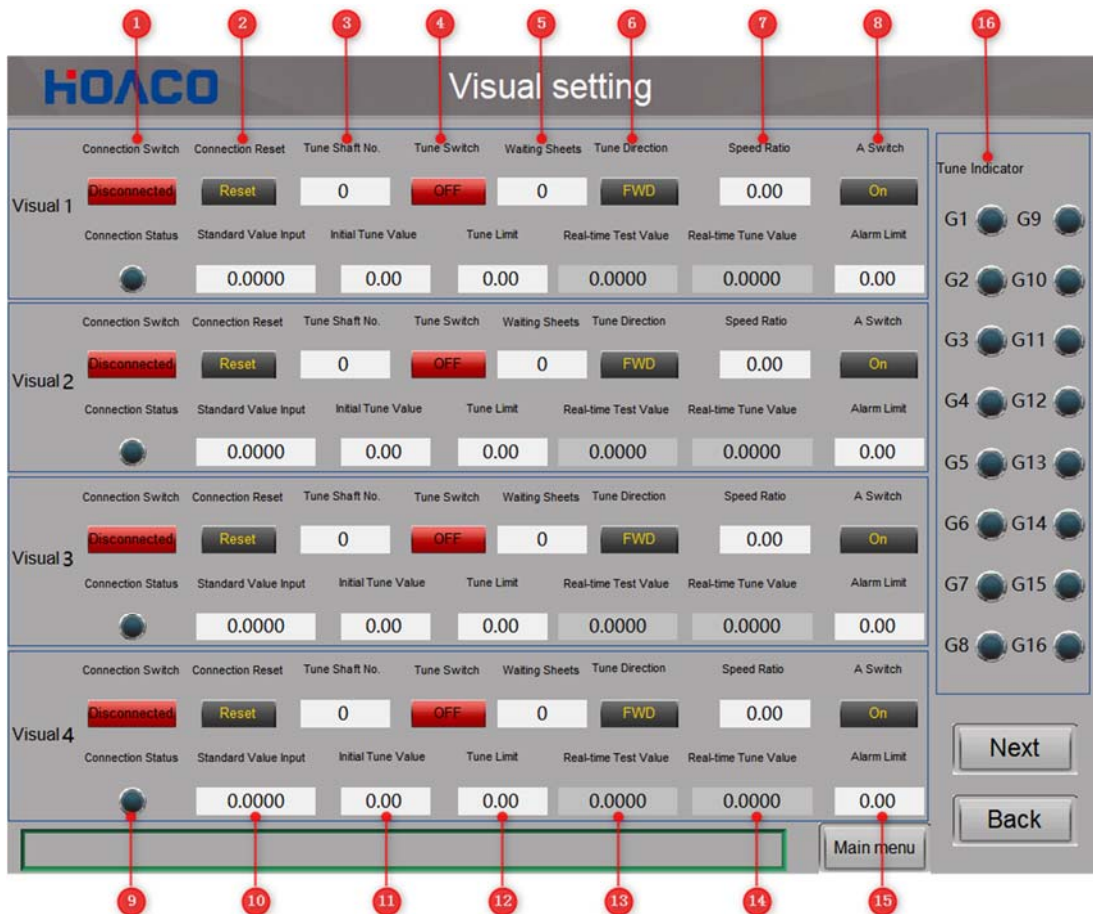 1 2 3 4 5 6 7 8 16
HOACO Visual setting
Connection Switch Connection Reset Tune Shaft No. Tune Switch Waiting Sheets Tune Direction Speed Ratio A Switch
Visual 1 Disconnected Reset 0 OFF 0 FWD 0.00 On
Connection Status Standard Value Input Initial Tune Value Tune Limit Real-time Test Value Real-time Tune Value Alarm Limit
0.0000 0.00 0.00 0.0000 0.0000 0.00
Connection Switch Connection Reset Tune Shaft No. Tune Switch Waiting Sheets Tune Direction Speed Ratio A Switch
Visual 2 Disconnected Reset 0 OFF 0 FWD 0.00 On
Connection Status Standard Value Input Initial Tune Value Tune Limit Real-time Test Value Real-time Tune Value Alarm Limit
0.0000 0.00 0.00 0.0000 0.0000 0.00
Connection Switch Connection Reset Tune Shaft No. Tune Switch Waiting Sheets Tune Direction Speed Ratio A Switch
Visual 3 Disconnected Reset 0 OFF 0 FWD 0.00 On
Connection Status Standard Value Input Initial Tune Value Tune Limit Real-time Test Value Real-time Tune Value Alarm Limit
0.0000 0.00 0.00 0.0000 0.0000 0.00
Connection Switch Connection Reset Tune Shaft No. Tune Switch Waiting Sheets Tune Direction Speed Ratio A Switch
Visual 4 Disconnected Reset 0 OFF 0 FWD 0.00 On
Connection Status Standard Value Input Initial Tune Value Tune Limit Real-time Test Value Real-time Tune Value Alarm Limit
0.0000 0.00 0.00 0.0000 0.0000 0.00
Tune Indicator
G1 G9
G2 G10
G3 G11
G4 G12
G5 G13
G6 G14
G7 G15
G8 G16
Next
Back
Main menu
9 10 11 12 13 14 15